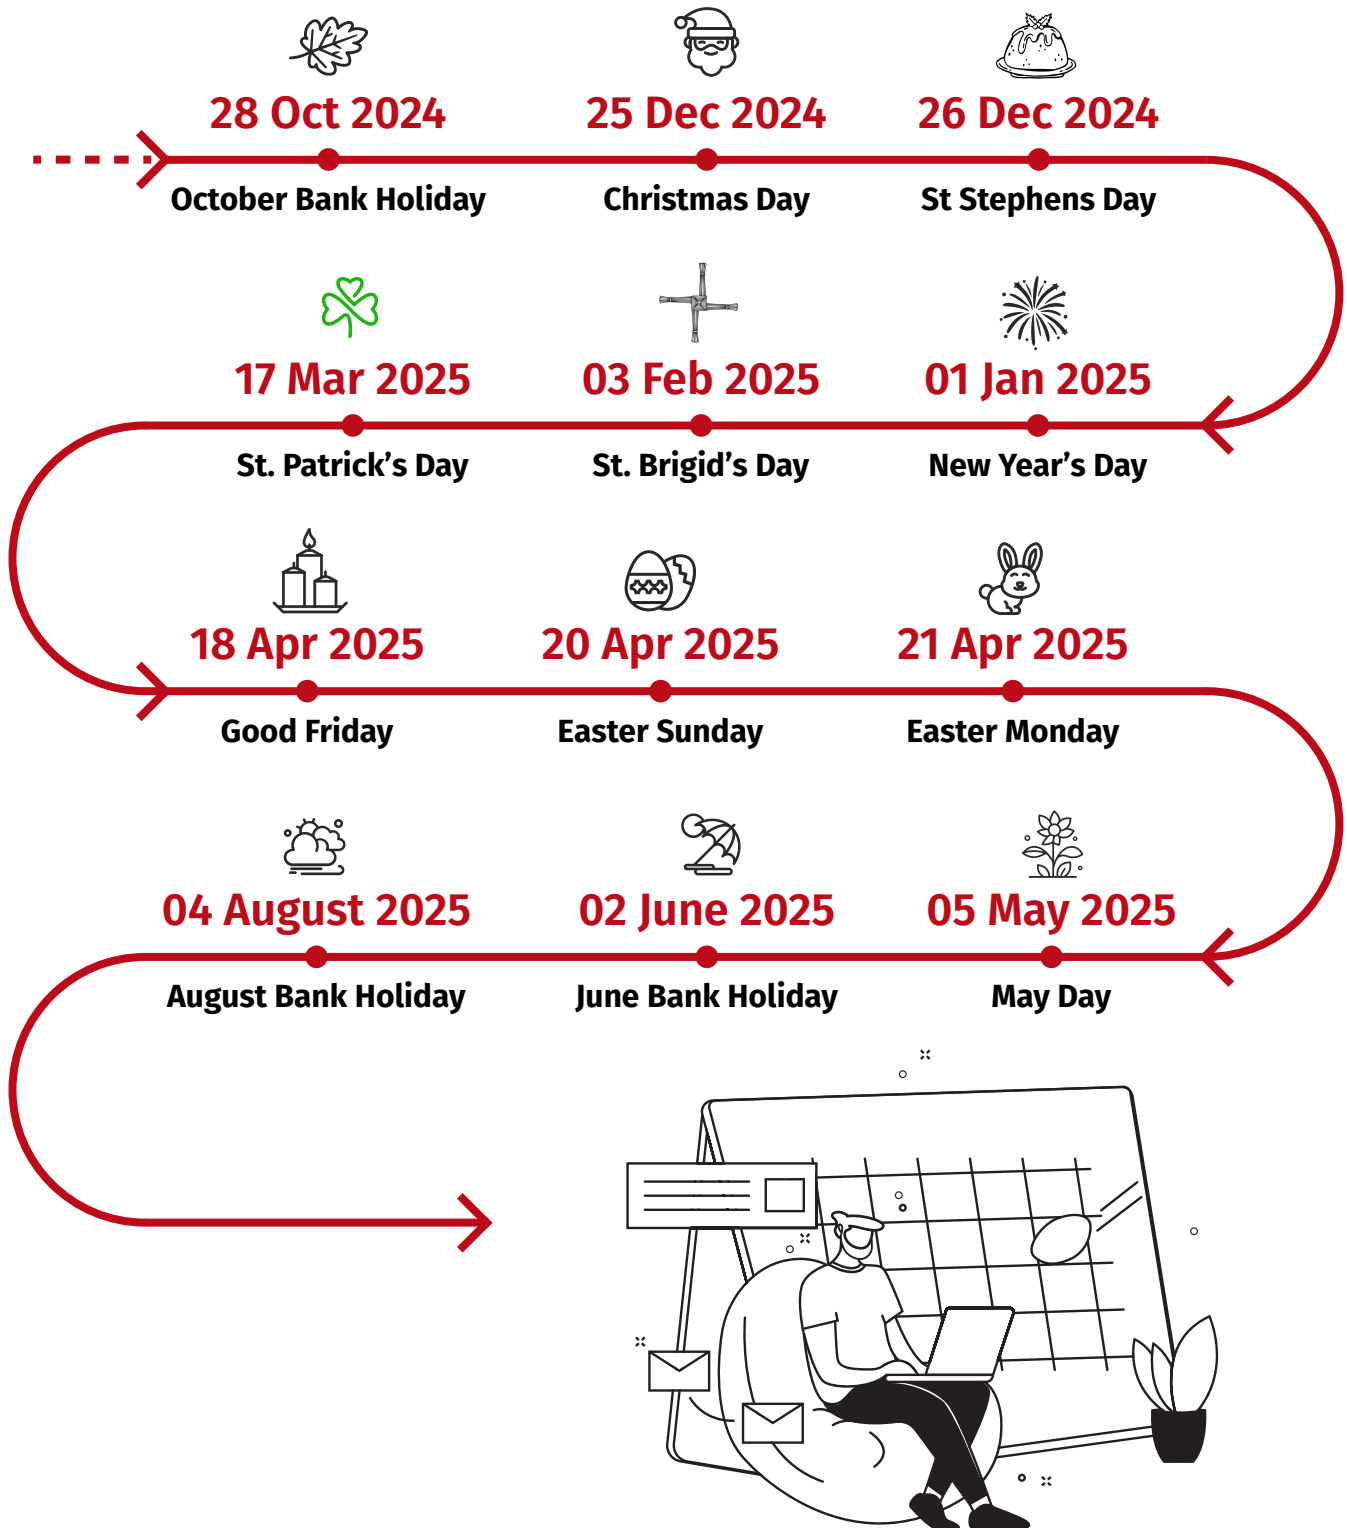 28 Oct 2024
October Bank Holiday
25 Dec 2024
Christmas Day
26 Dec 2024
St Stephens Day
01 Jan 2025
New Year’s Day
03 Feb 2025
St. Brigid’s Day
17 Mar 2025
St. Patrick’s Day
18 Apr 2025
Good Friday
20 Apr 2025
Easter Sunday
21 Apr 2025
Easter Monday
05 May 2025
May Day
02 June 2025
June Bank Holiday
04 August 2025
August Bank Holiday